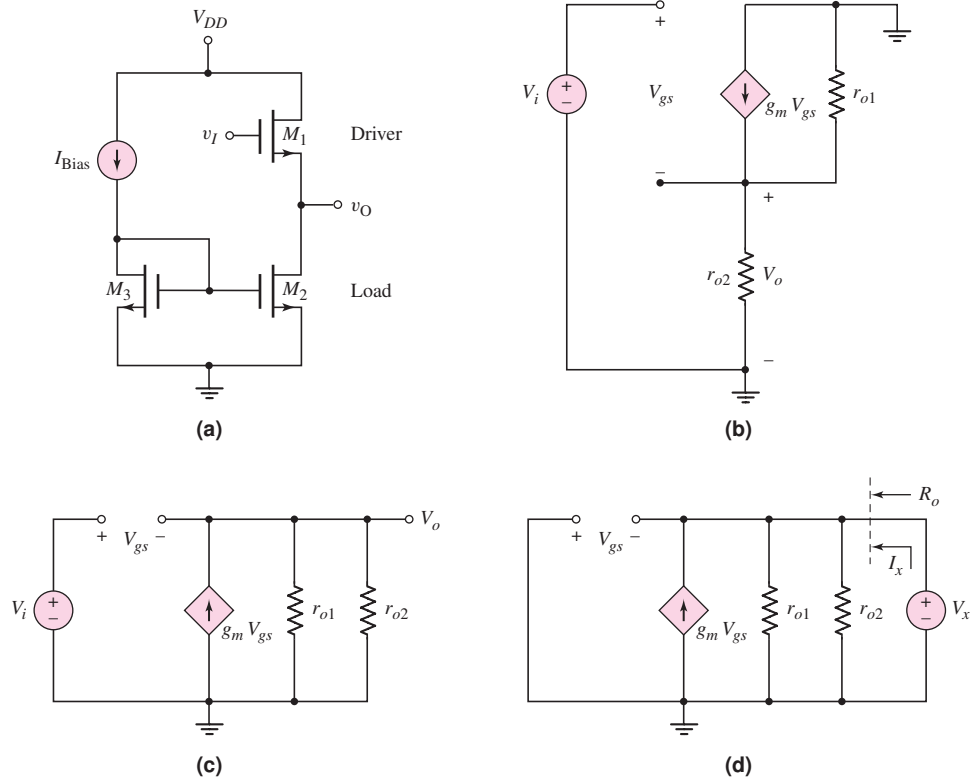 V_DD
I_Bias
v_I
M_1
Driver
v_O
M_3
M_2
Load
(a)
V_i
+
−
+
V_gs
−
g_m V_gs
r_o1
+
r_o2
V_o
−
(b)
V_i
+
−
+
V_gs
−
g_m V_gs
r_o1
r_o2
V_o
(c)
+
V_gs
−
g_m V_gs
r_o1
r_o2
R_o
I_x
+
−
V_x
(d)